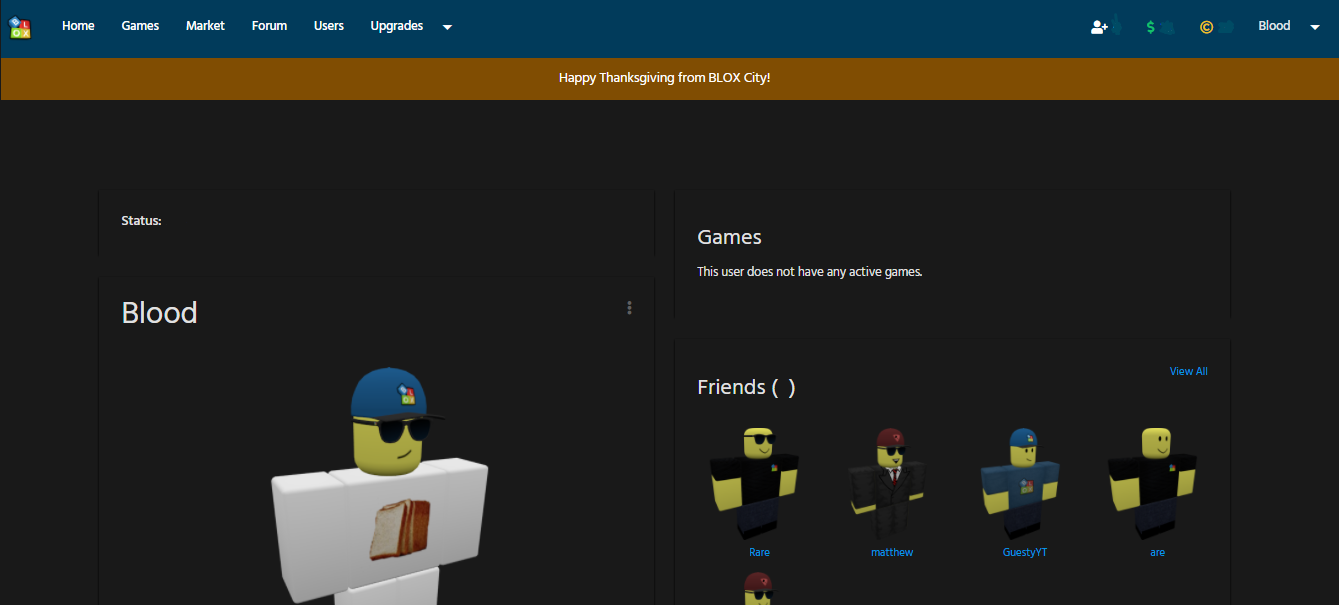 Home Games Market Forum Users Upgrades
$ © Blood
Happy Thanksgiving from BLOX City!
Status:
Blood
Games
This user does not have any active games.
Friends ( )
View All
Rare matthew GuestyYT are